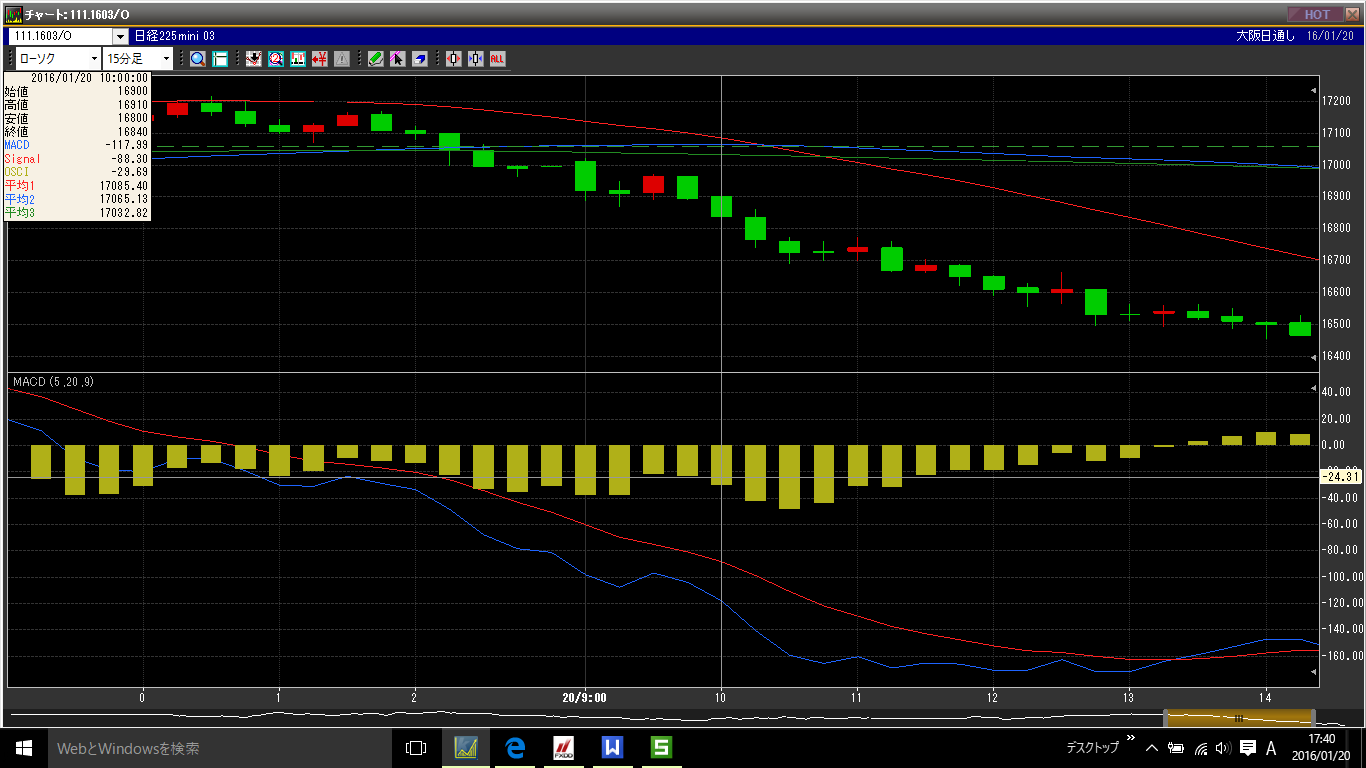 チャート: 111.1603/O
HOT
111.1603/O 日経225mini 03 大阪日通し 16/01/20
ローソク 15分足 ALL
2016/01/20 10:00:00
始値 16900
高値 16910
安値 16800
終値 16840
MACD -117.99
Signal -88.30
OSCI -29.69
平均1 17085.40
平均2 17065.13
平均3 17032.82
17200
17100
17000
16900
16800
16700
16600
16500
16400
MACD (5 ,20 ,9)
40.00
20.00
0.00
-24.31
-40.00
-60.00
-80.00
-100.00
-120.00
-140.00
-160.00
0 1 2 20/9:00 10 11 12 13 14
WebとWindowsを検索
FXDD
W
S
デスクトップ
A
17:40
2016/01/20